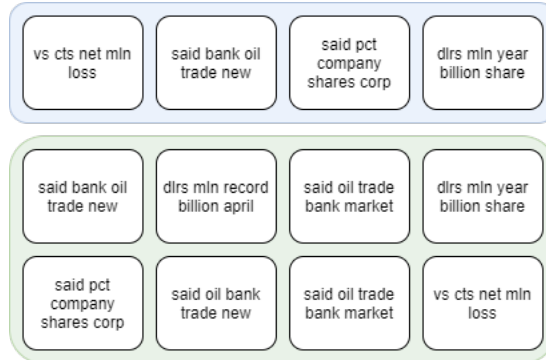 vs cts net mln
loss
said bank oil
trade new
said pct
company
shares corp
dlrs mln year
billion share
said bank oil
trade new
dlrs mln record
billion april
said oil trade
bank market
dlrs mln year
billion share
said pct
company
shares corp
said oil bank
trade new
said oil trade
bank market
vs cts net mln
loss